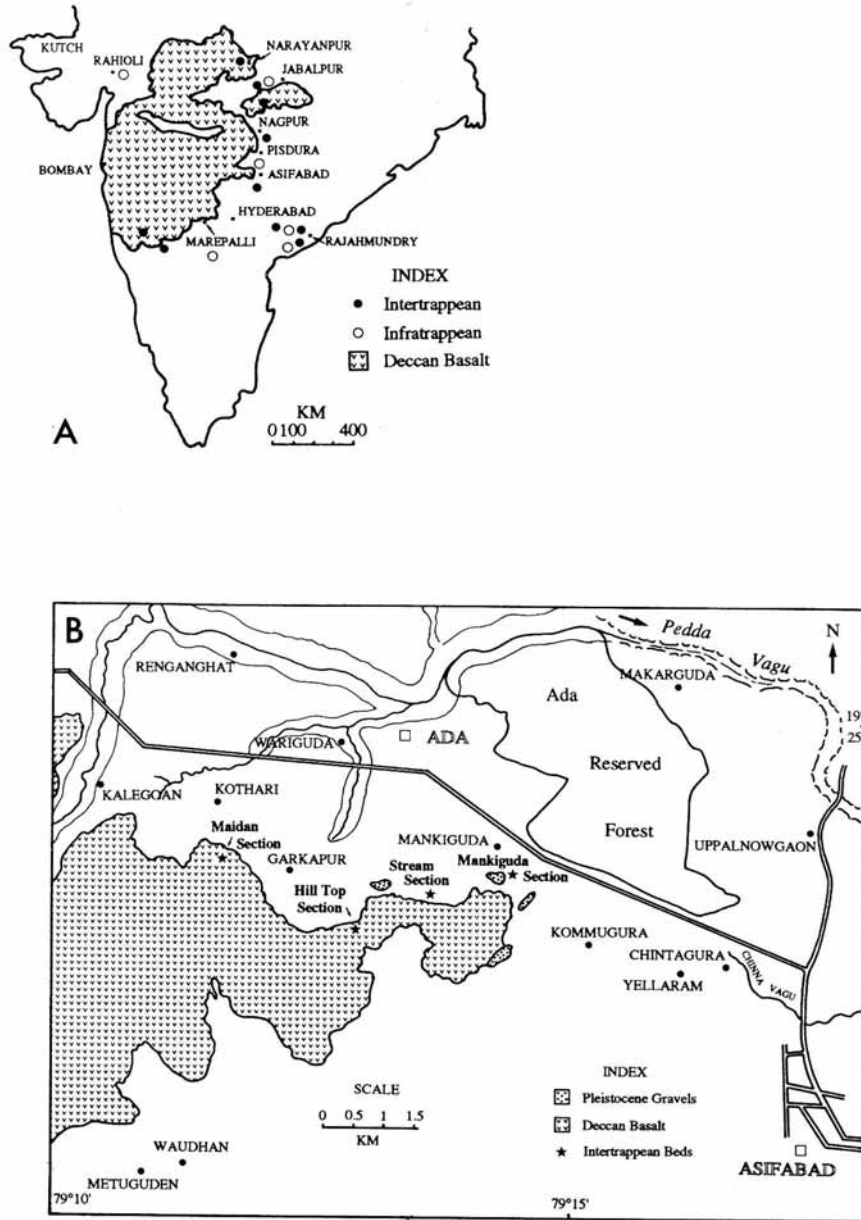 KUTCH
RAHIOLI
NARAYANPUR
JABALPUR
NAGPUR
PISDURA
BOMBAY
ASIFABAD
HYDERABAD
MAREPALLI
RAJAHMUNDRY
INDEX
Intertrappean
Infratrappean
Deccan Basalt
KM
0 100 400
A
B
Pedda
Vagu
N
RENGANGHAT
MAKARGUDA
Ada
19°
25'
WARIGUDA
ADA
Reserved
KALEGOAN
KOTHARI
Forest
Maidan
Section
MANKIGUDA
UPPALNOWGAON
GARKAPUR
Stream
Section
Mankiguda
Section
Hill Top
Section
KOMMUGURA
CHINTAGURA
YELLARAM
CHINNA VAGU
SCALE
0 0.5 1 1.5
KM
INDEX
Pleistocene Gravels
Deccan Basalt
Intertrappean Beds
WAUDHAN
METUGUDEN
ASIFABAD
79°10'
79°15'